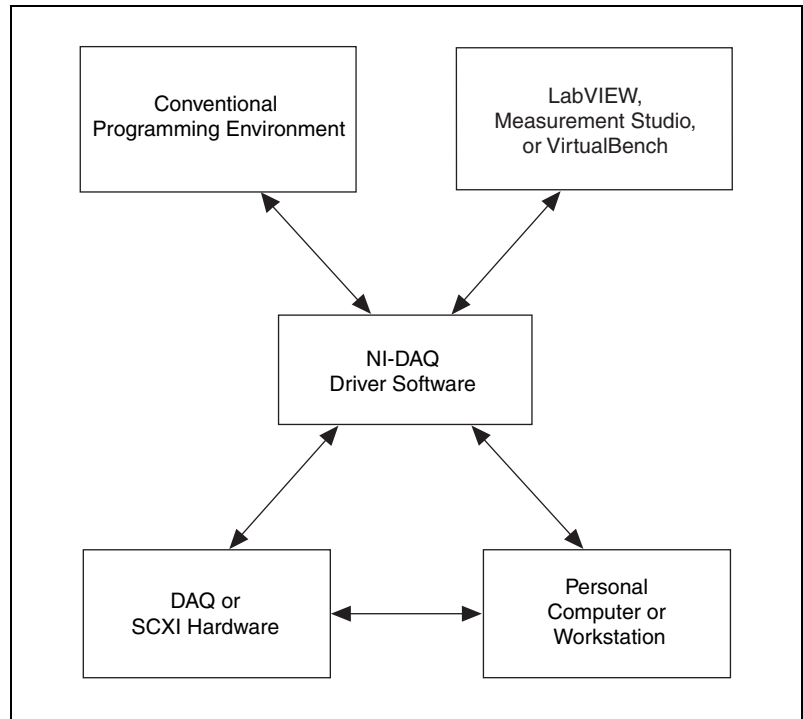 Conventional
Programming Environment
LabVIEW,
Measurement Studio,
or VirtualBench
NI-DAQ
Driver Software
DAQ or
SCXI Hardware
Personal
Computer or
Workstation